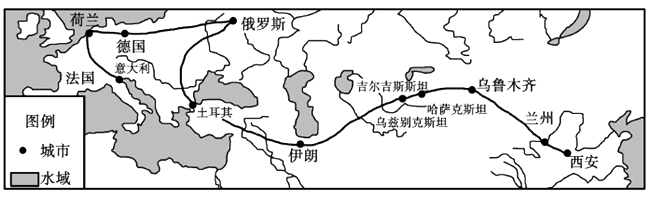 荷兰
俄罗斯
德国
法国
意大利
土耳其
伊朗
吉尔吉斯斯坦
哈萨克斯坦
乌兹别克斯坦
乌鲁木齐
兰州
西安
图例
城市
水域